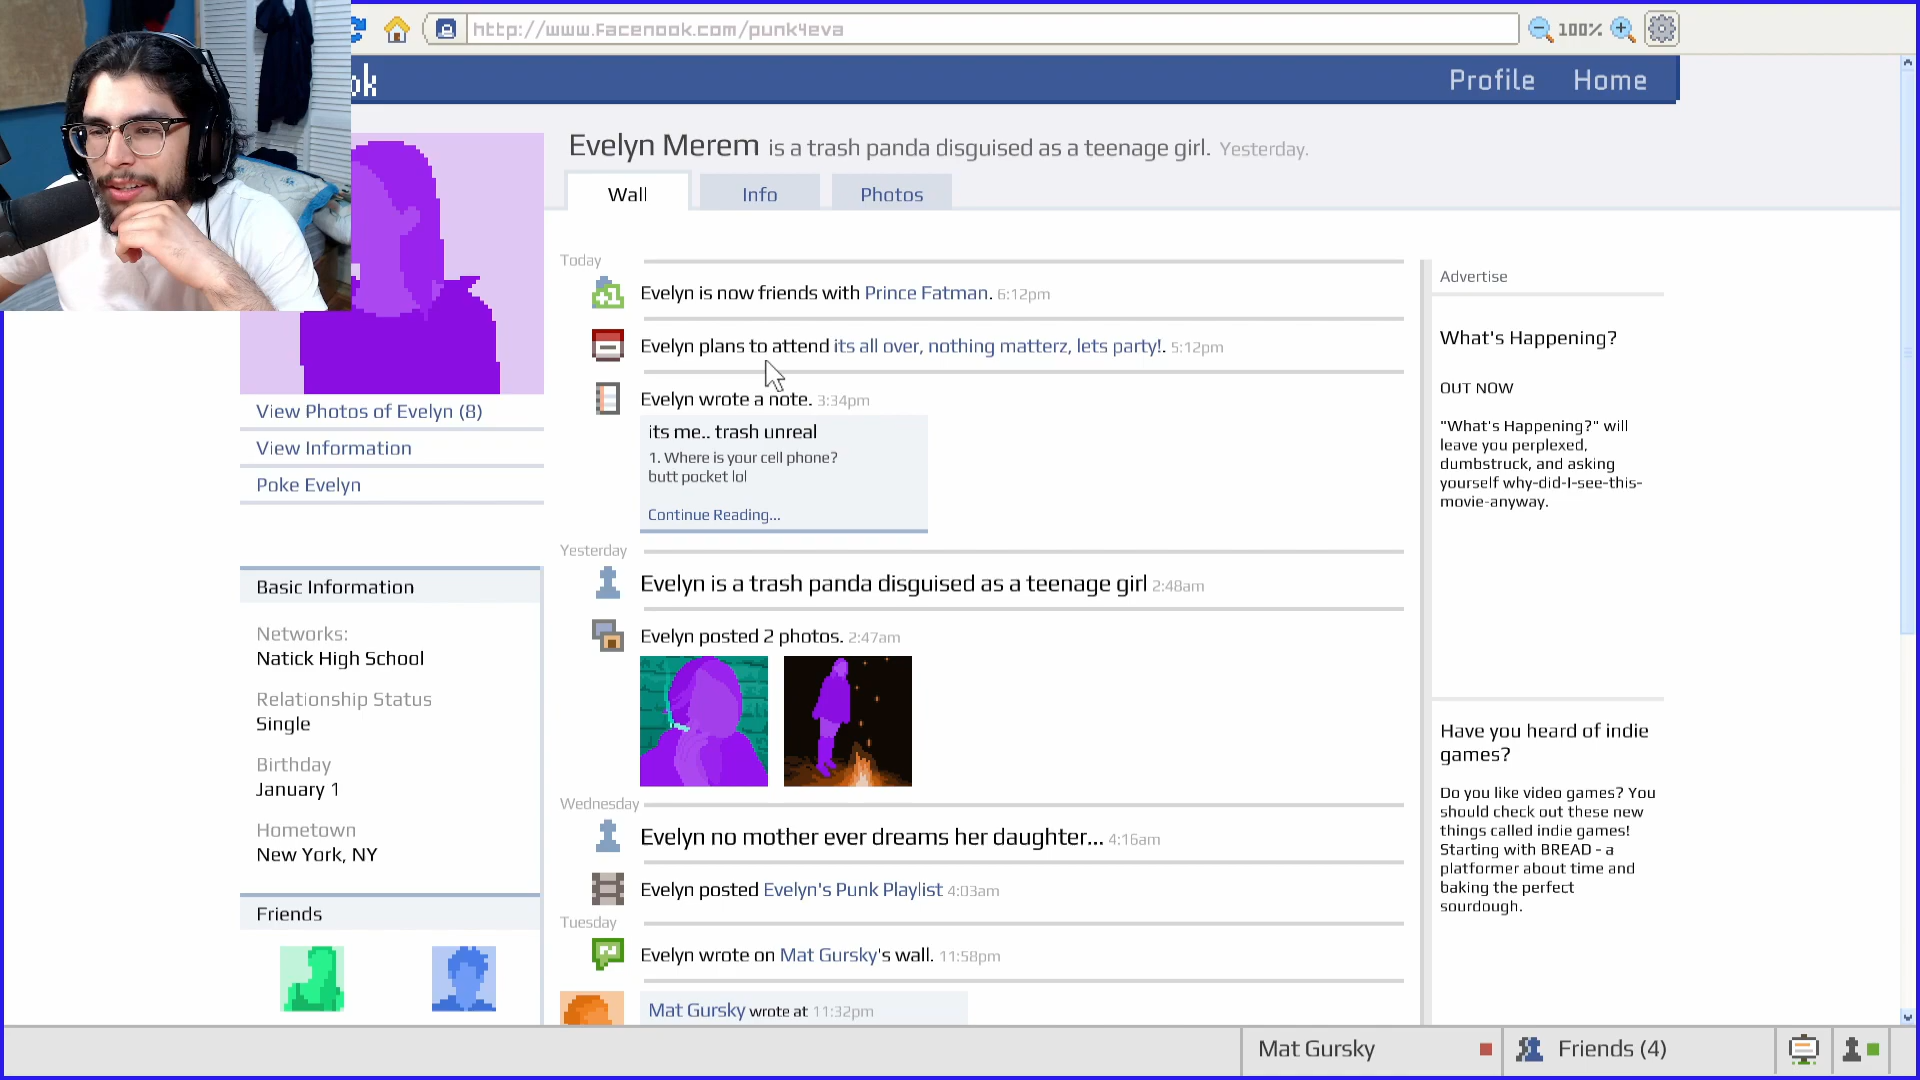 http://www.facenook.com/punk4eva
100%
ok
Profile
Home
Evelyn Merem is a trash panda disguised as a teenage girl. Yesterday.
Wall
Info
Photos
Today
Evelyn is now friends with Prince Fatman. 6:12pm
Evelyn plans to attend its all over, nothing matterz, lets party!. 5:12pm
Evelyn wrote a note. 3:34pm
its me.. trash unreal
1. Where is your cell phone?
butt pocket lol
Continue Reading...
Yesterday
Evelyn is a trash panda disguised as a teenage girl 2:48am
Evelyn posted 2 photos. 2:47am
Wednesday
Evelyn no mother ever dreams her daughter... 4:16am
Evelyn posted Evelyn's Punk Playlist 4:03am
Tuesday
Evelyn wrote on Mat Gursky's wall. 11:58pm
Mat Gursky wrote at 11:32pm
View Photos of Evelyn (8)
View Information
Poke Evelyn
Basic Information
Networks:
Natick High School
Relationship Status
Single
Birthday
January 1
Hometown
New York, NY
Friends
Advertise
What's Happening?
OUT NOW
"What's Happening?" will
leave you perplexed,
dumbstruck, and asking
yourself why-did-I-see-this-
movie-anyway.
Have you heard of indie
games?
Do you like video games? You
should check out these new
things called indie games!
Starting with BREAD - a
platformer about time and
baking the perfect
sourdough.
Mat Gursky
Friends (4)